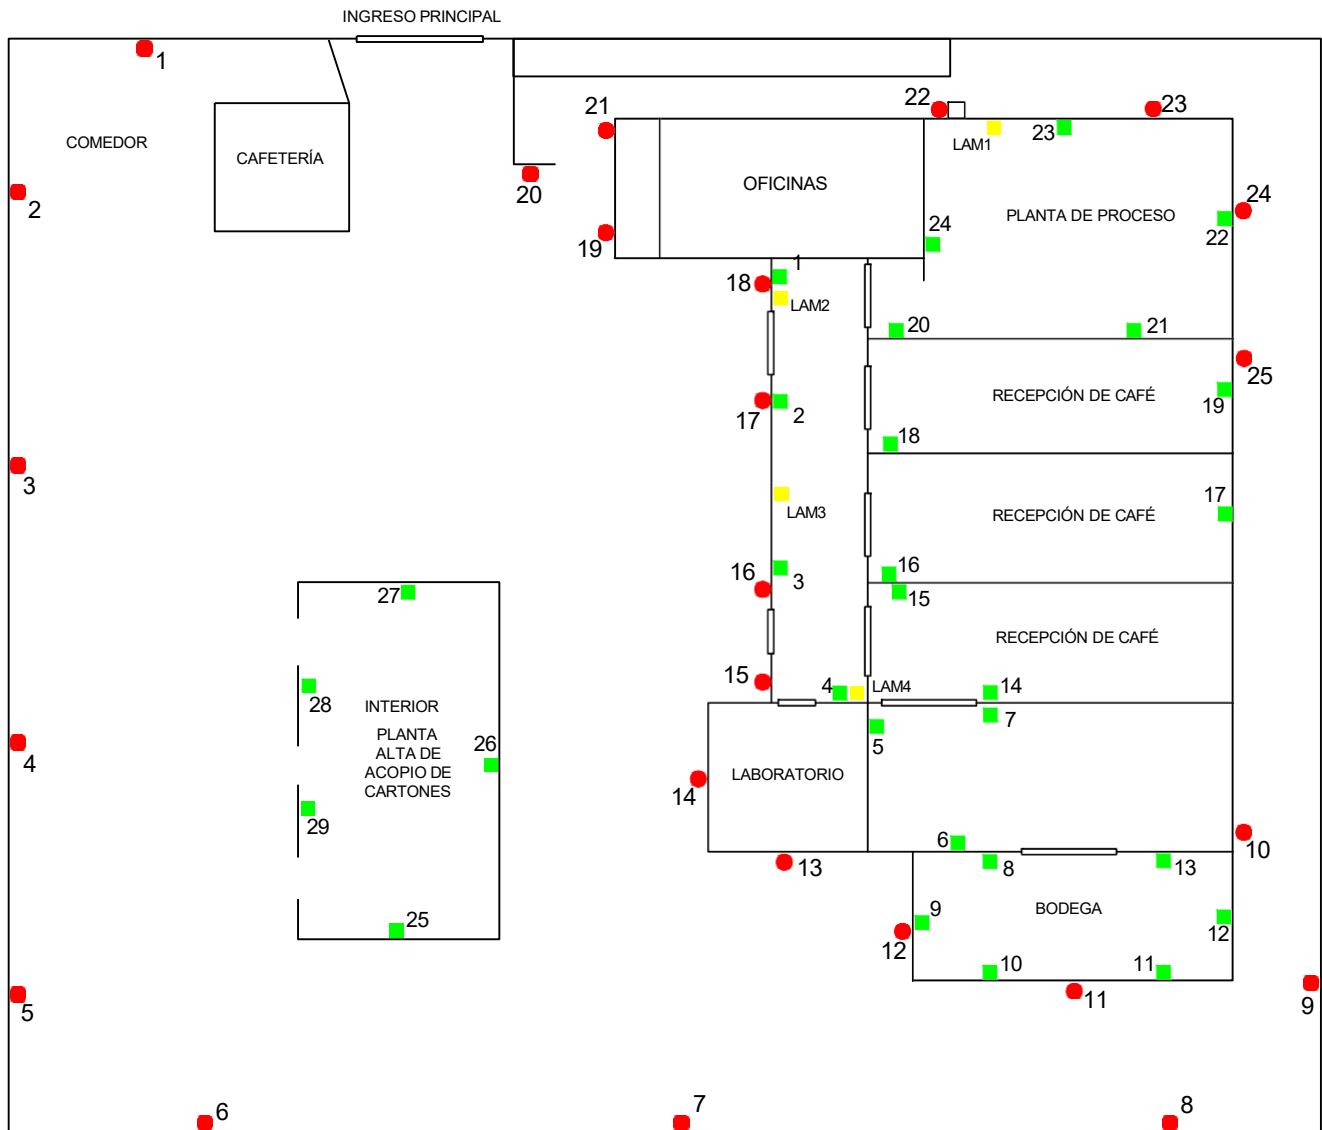 INGRESO PRINCIPAL
1
COMEDOR
CAFETERÍA
2
20
21
19
OFICINAS
22
23
LAM1
23
24
PLANTA DE PROCESO
24
22
1
18
LAM2
20
21
25
17
2
RECEPCIÓN DE CAFÉ
19
18
3
LAM3
RECEPCIÓN DE CAFÉ
17
16
3
16
15
27
RECEPCIÓN DE CAFÉ
15
4
LAM4
14
28
INTERIOR
PLANTA
ALTA DE
ACOPIO DE
CARTONES
26
7
5
4
14
LABORATORIO
29
6
10
13
8
13
25
9
BODEGA
12
12
10
11
5
11
9
6
7
8